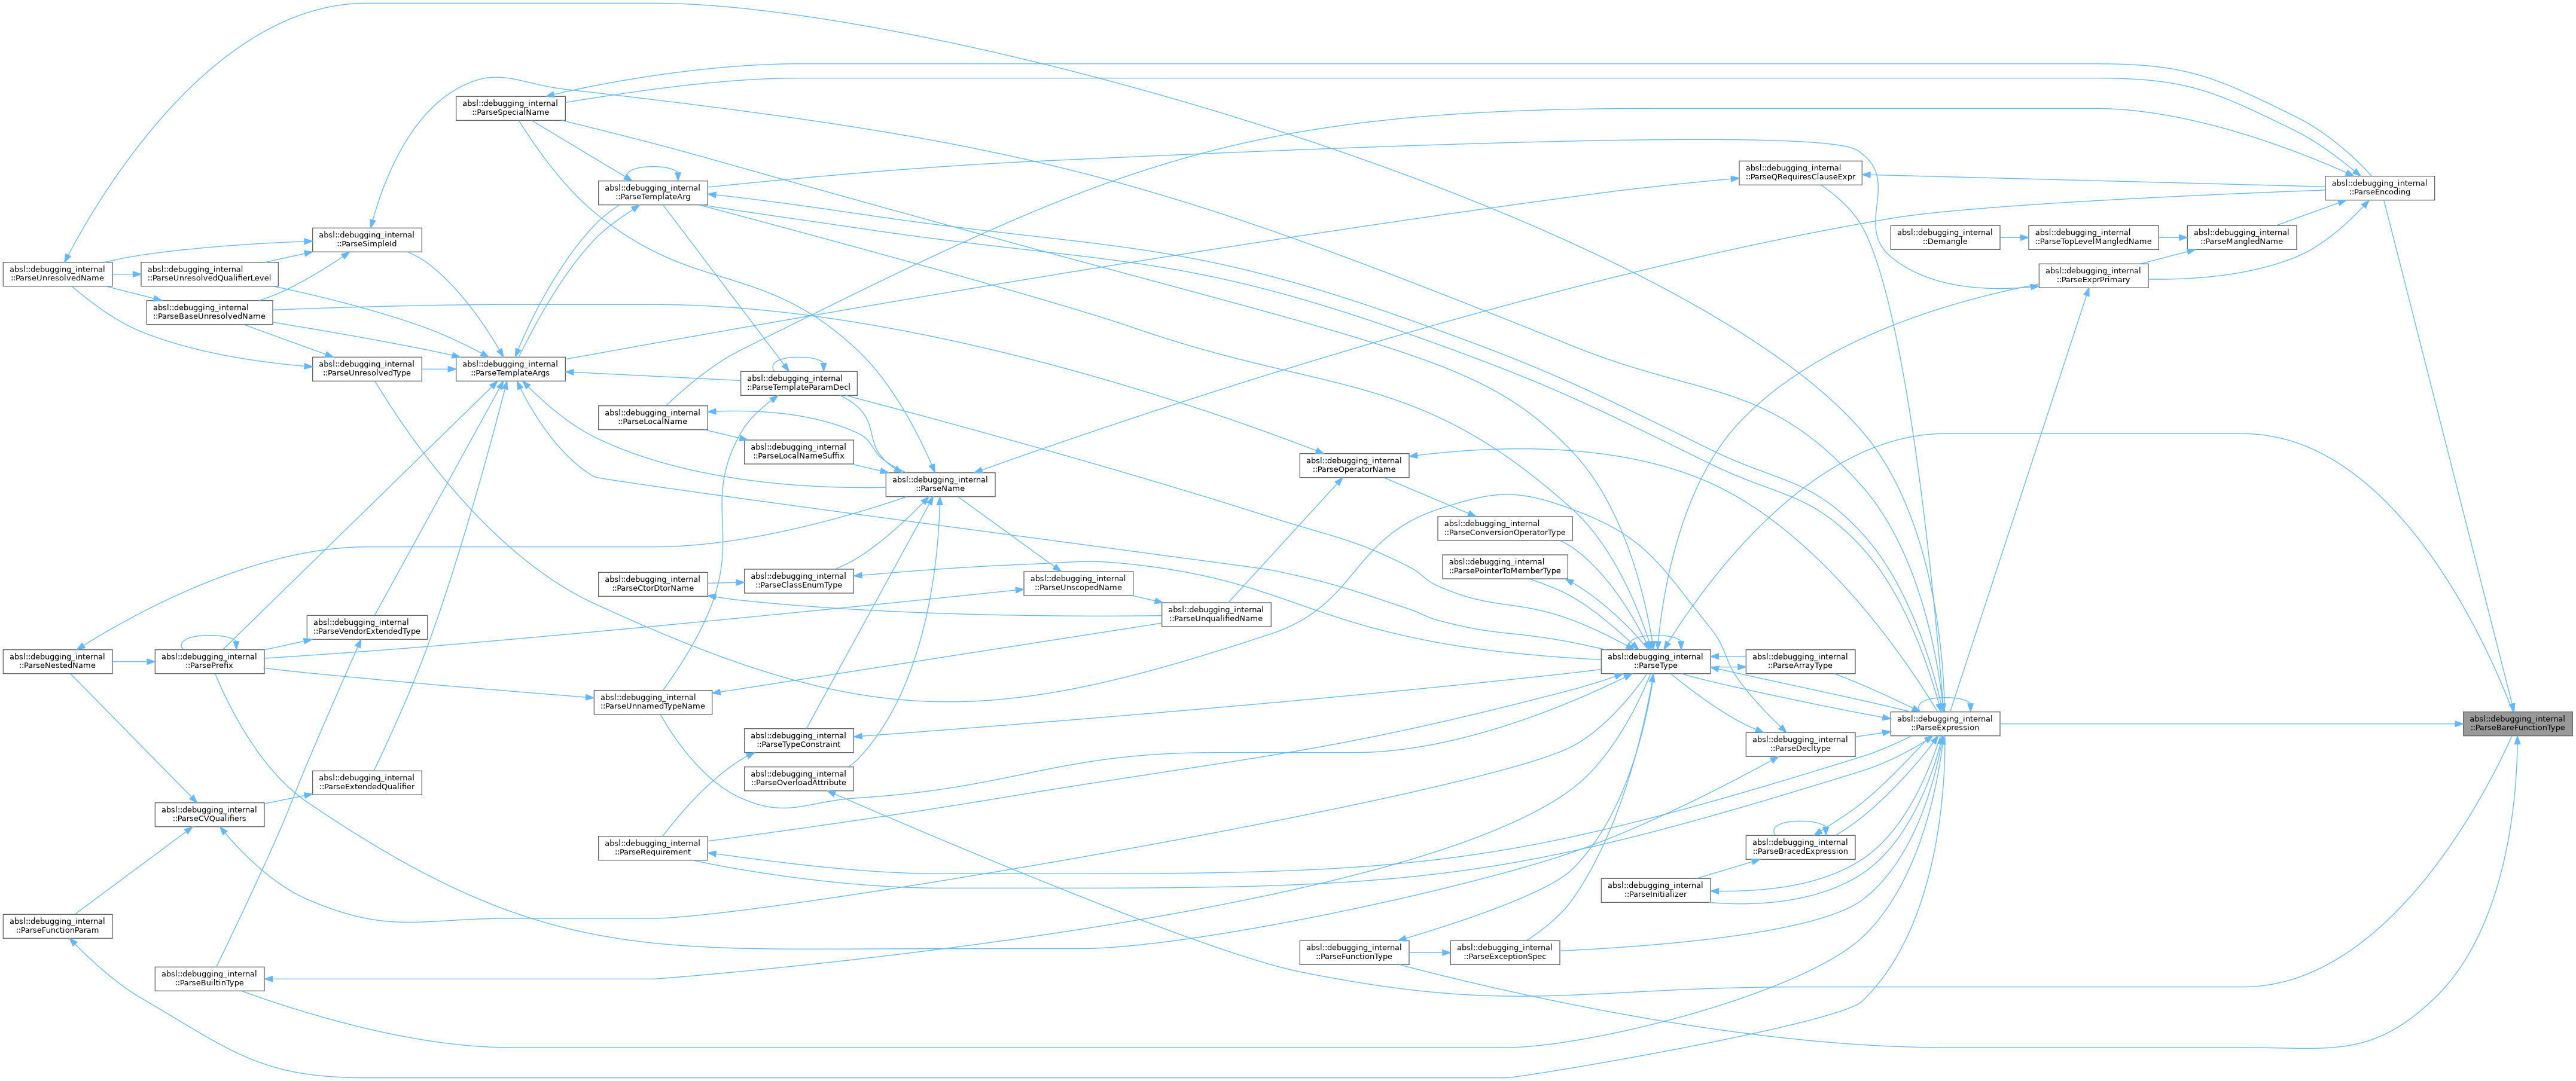 absl::debugging_internal
::ParseSpecialName
absl::debugging_internal
::ParseTemplateArg
absl::debugging_internal
::ParseQRequiresClauseExpr
absl::debugging_internal
::ParseEncoding
absl::debugging_internal
::ParseSimpleId
absl::debugging_internal
::Demangle
absl::debugging_internal
::ParseTopLevelMangledName
absl::debugging_internal
::ParseMangledName
absl::debugging_internal
::ParseUnresolvedName
absl::debugging_internal
::ParseUnresolvedQualifierLevel
absl::debugging_internal
::ParseExprPrimary
absl::debugging_internal
::ParseBaseUnresolvedName
absl::debugging_internal
::ParseUnresolvedType
absl::debugging_internal
::ParseTemplateArgs
absl::debugging_internal
::ParseTemplateParamDecl
absl::debugging_internal
::ParseLocalName
absl::debugging_internal
::ParseLocalNameSuffix
absl::debugging_internal
::ParseOperatorName
absl::debugging_internal
::ParseName
absl::debugging_internal
::ParseConversionOperatorType
absl::debugging_internal
::ParsePointerToMemberType
absl::debugging_internal
::ParseCtorDtorName
absl::debugging_internal
::ParseClassEnumType
absl::debugging_internal
::ParseUnscopedName
absl::debugging_internal
::ParseUnqualifiedName
absl::debugging_internal
::ParseVendorExtendedType
absl::debugging_internal
::ParseNestedName
absl::debugging_internal
::ParsePrefix
absl::debugging_internal
::ParseType
absl::debugging_internal
::ParseArrayType
absl::debugging_internal
::ParseUnnamedTypeName
absl::debugging_internal
::ParseExpression
absl::debugging_internal
::ParseBareFunctionType
absl::debugging_internal
::ParseTypeConstraint
absl::debugging_internal
::ParseDecltype
absl::debugging_internal
::ParseOverloadAttribute
absl::debugging_internal
::ParseExtendedQualifier
absl::debugging_internal
::ParseCVQualifiers
absl::debugging_internal
::ParseRequirement
absl::debugging_internal
::ParseBracedExpression
absl::debugging_internal
::ParseInitializer
absl::debugging_internal
::ParseFunctionParam
absl::debugging_internal
::ParseFunctionType
absl::debugging_internal
::ParseExceptionSpec
absl::debugging_internal
::ParseBuiltinType